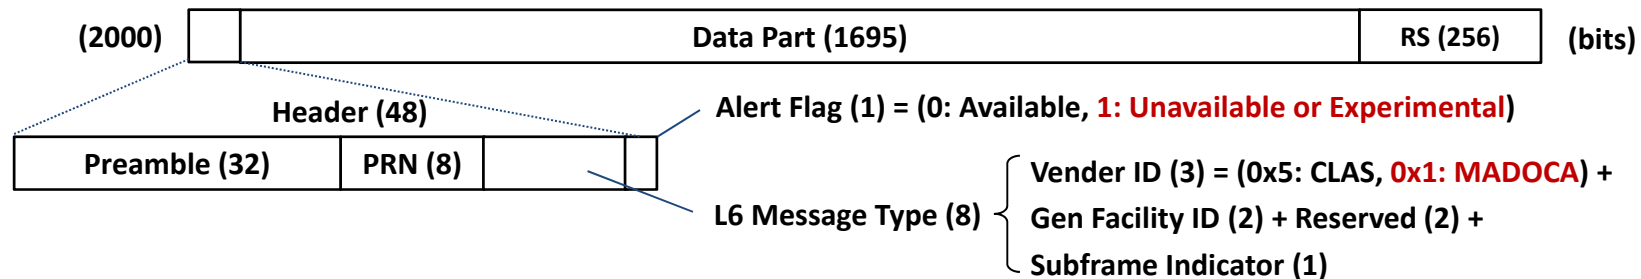 (2000) Data Part (1695) RS (256) (bits)
Header (48)
Alert Flag (1) = (0: Available, 1: Unavailable or Experimental)
Preamble (32) PRN (8)
Vender ID (3) = (0x5: CLAS, 0x1: MADOCA) +
L6 Message Type (8)
Gen Facility ID (2) + Reserved (2) +
Subframe Indicator (1)